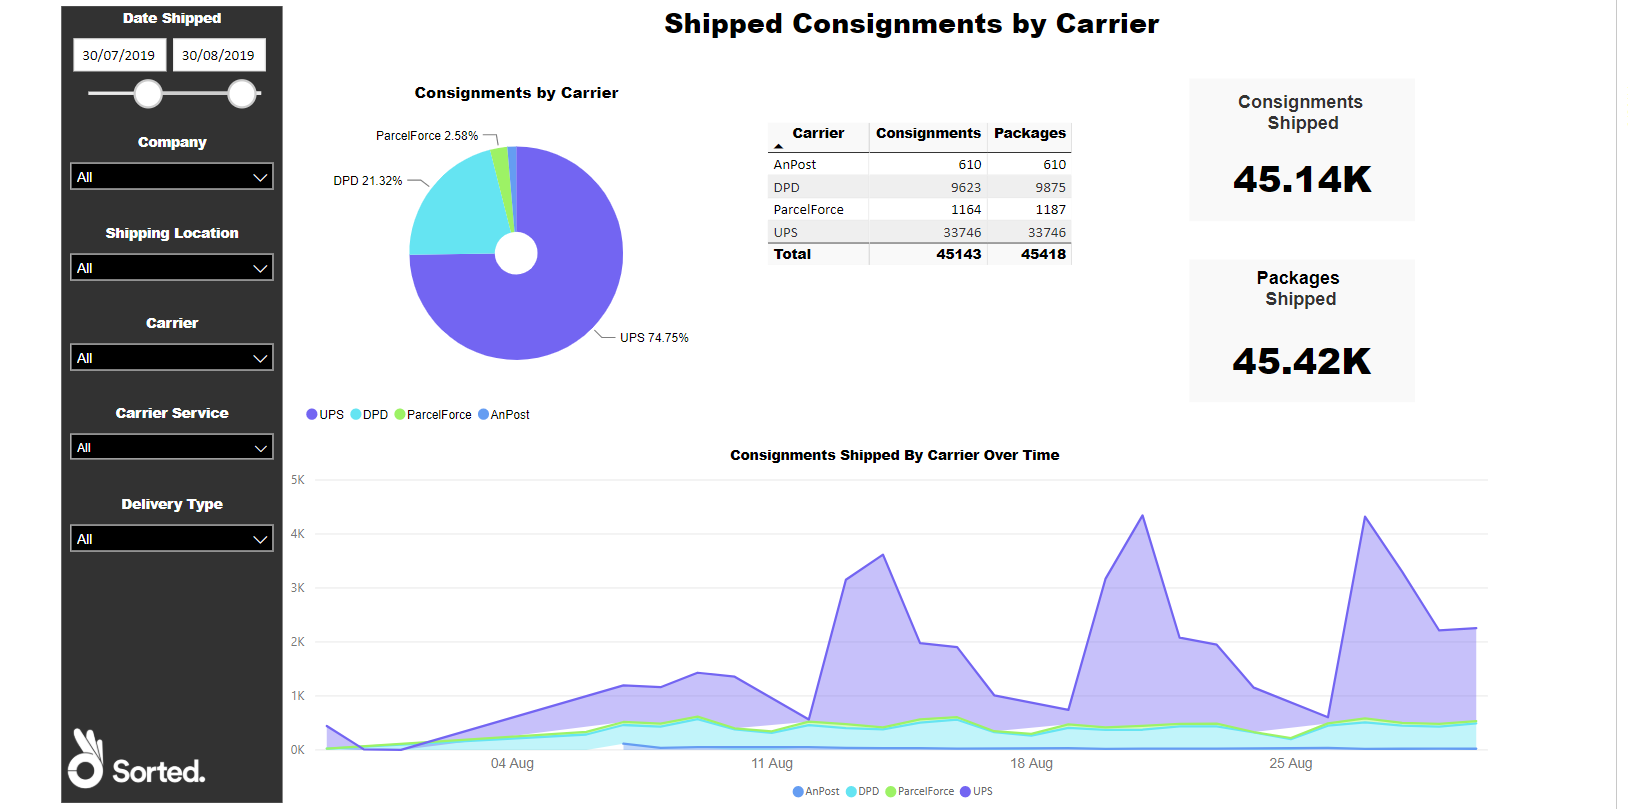 Date Shipped
30/07/2019 30/08/2019
Company
All
Shipping Location
All
Carrier
All
Carrier Service
All
Delivery Type
All
Sorted.
Shipped Consignments by Carrier
Consignments by Carrier
ParcelForce 2.58%
DPD 21.32%
UPS 74.75%
UPS DPD ParcelForce AnPost
Carrier Consignments Packages
AnPost 610 610
DPD 9623 9875
ParcelForce 1164 1187
UPS 33746 33746
Total 45143 45418
Consignments
Shipped
45.14K
Packages
Shipped
45.42K
Consignments Shipped By Carrier Over Time
5K
4K
3K
2K
1K
0K
04 Aug 11 Aug 18 Aug 25 Aug
AnPost DPD ParcelForce UPS